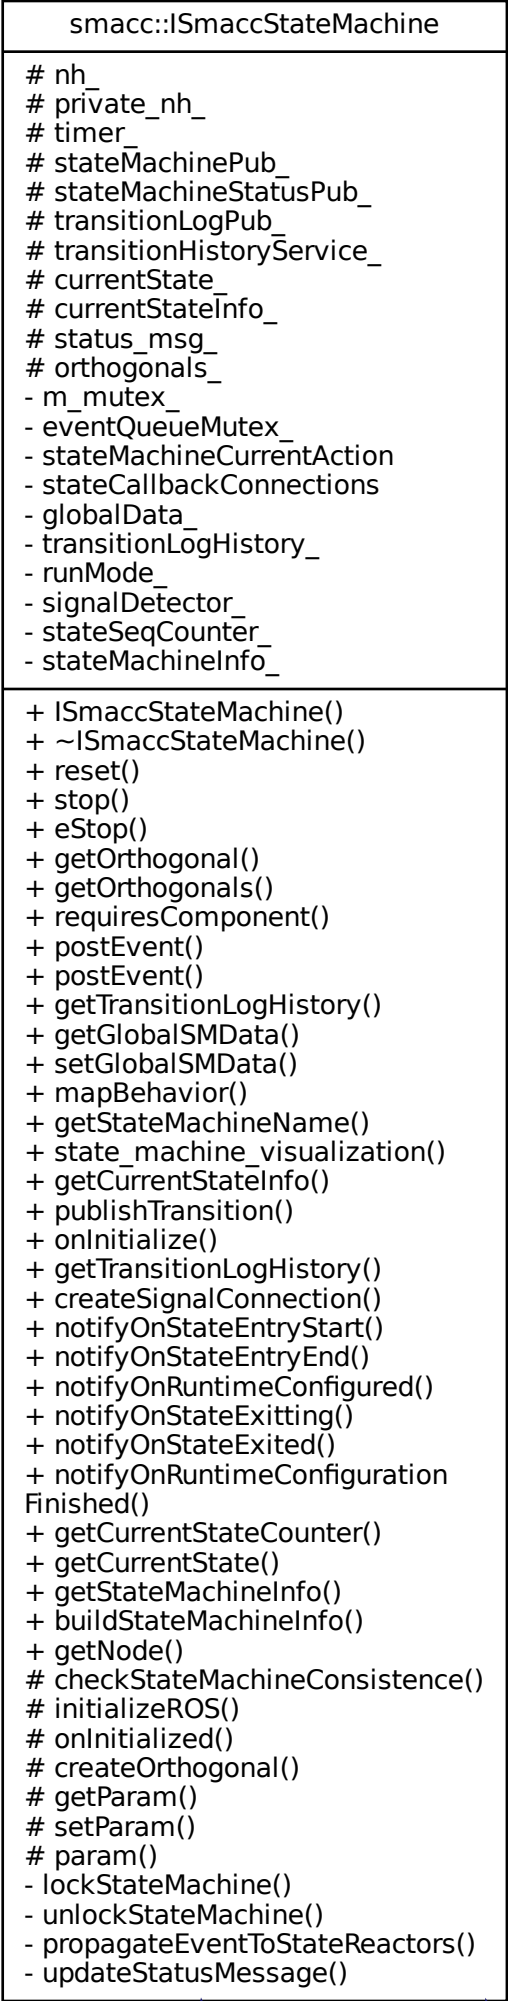 smacc::ISmaccStateMachine
# nh_
# private_nh_
# timer_
# stateMachinePub_
# stateMachineStatusPub_
# transitionLogPub_
# transitionHistoryService_
# currentState_
# currentStateInfo_
# status_msg_
# orthogonals_
- m_mutex_
- eventQueueMutex_
- stateMachineCurrentAction
- stateCallbackConnections
- globalData_
- transitionLogHistory_
- runMode_
- signalDetector_
- stateSeqCounter_
- stateMachineInfo_
+ ISmaccStateMachine()
+ ~ISmaccStateMachine()
+ reset()
+ stop()
+ eStop()
+ getOrthogonal()
+ getOrthogonals()
+ requiresComponent()
+ postEvent()
+ postEvent()
+ getTransitionLogHistory()
+ getGlobalSMData()
+ setGlobalSMData()
+ mapBehavior()
+ getStateMachineName()
+ state_machine_visualization()
+ getCurrentStateInfo()
+ publishTransition()
+ onInitialize()
+ getTransitionLogHistory()
+ createSignalConnection()
+ notifyOnStateEntryStart()
+ notifyOnStateEntryEnd()
+ notifyOnRuntimeConfigured()
+ notifyOnStateExitting()
+ notifyOnStateExited()
+ notifyOnRuntimeConfiguration
Finished()
+ getCurrentStateCounter()
+ getCurrentState()
+ getStateMachineInfo()
+ buildStateMachineInfo()
+ getNode()
# checkStateMachineConsistence()
# initializeROS()
# onInitialized()
# createOrthogonal()
# getParam()
# setParam()
# param()
- lockStateMachine()
- unlockStateMachine()
- propagateEventToStateReactors()
- updateStatusMessage()